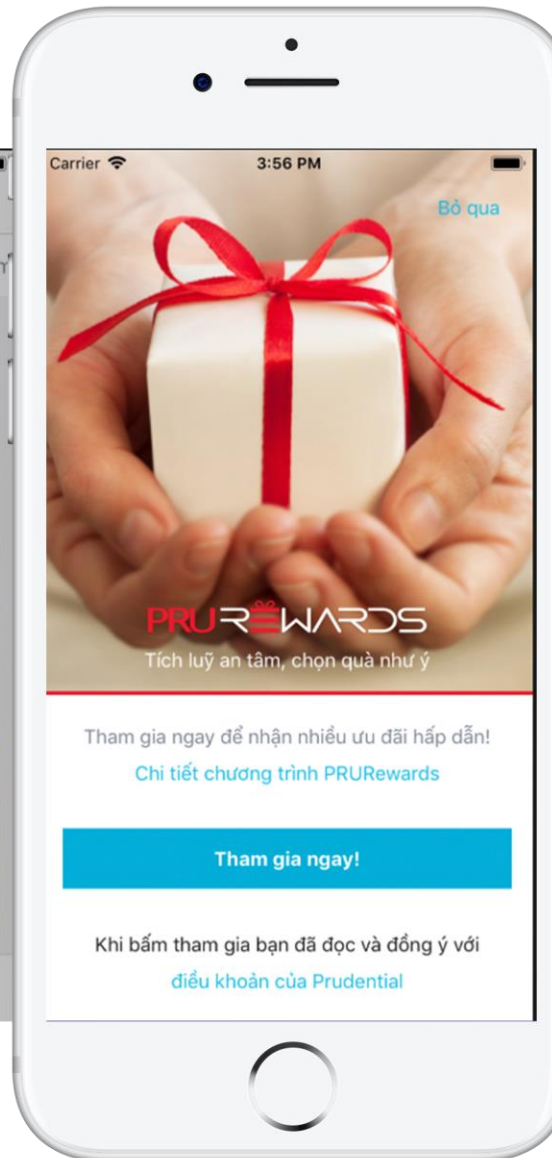 Carrier 3:56 PM
Bỏ qua
PRUREWARDS
Tích luỹ an tâm, chọn quà như ý
Tham gia ngay để nhận nhiều ưu đãi hấp dẫn!
Chi tiết chương trình PRURewards
Tham gia ngay!
Khi bấm tham gia bạn đã đọc và đồng ý với
điều khoản của Prudential